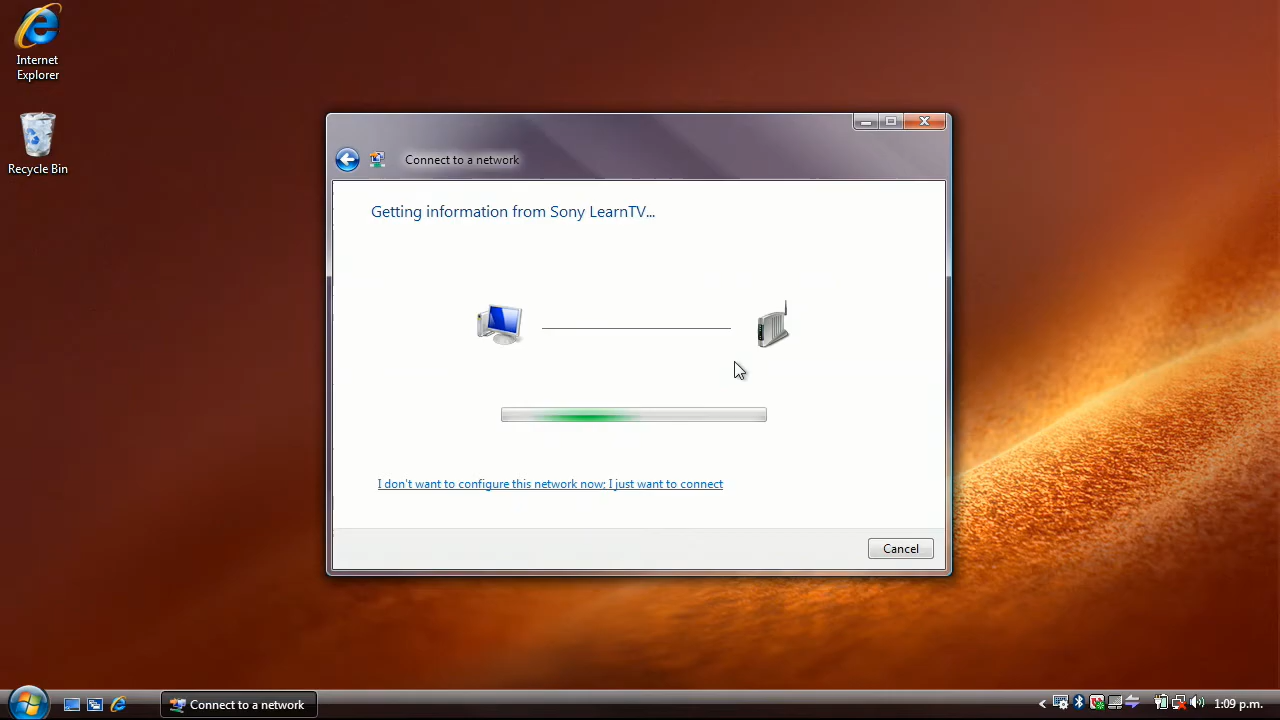 Internet
Explorer
Recycle Bin
Connect to a network
Getting information from Sony LearnTV...
I don't want to configure this network now; I just want to connect
Cancel
Connect to a network
1:09 p.m.